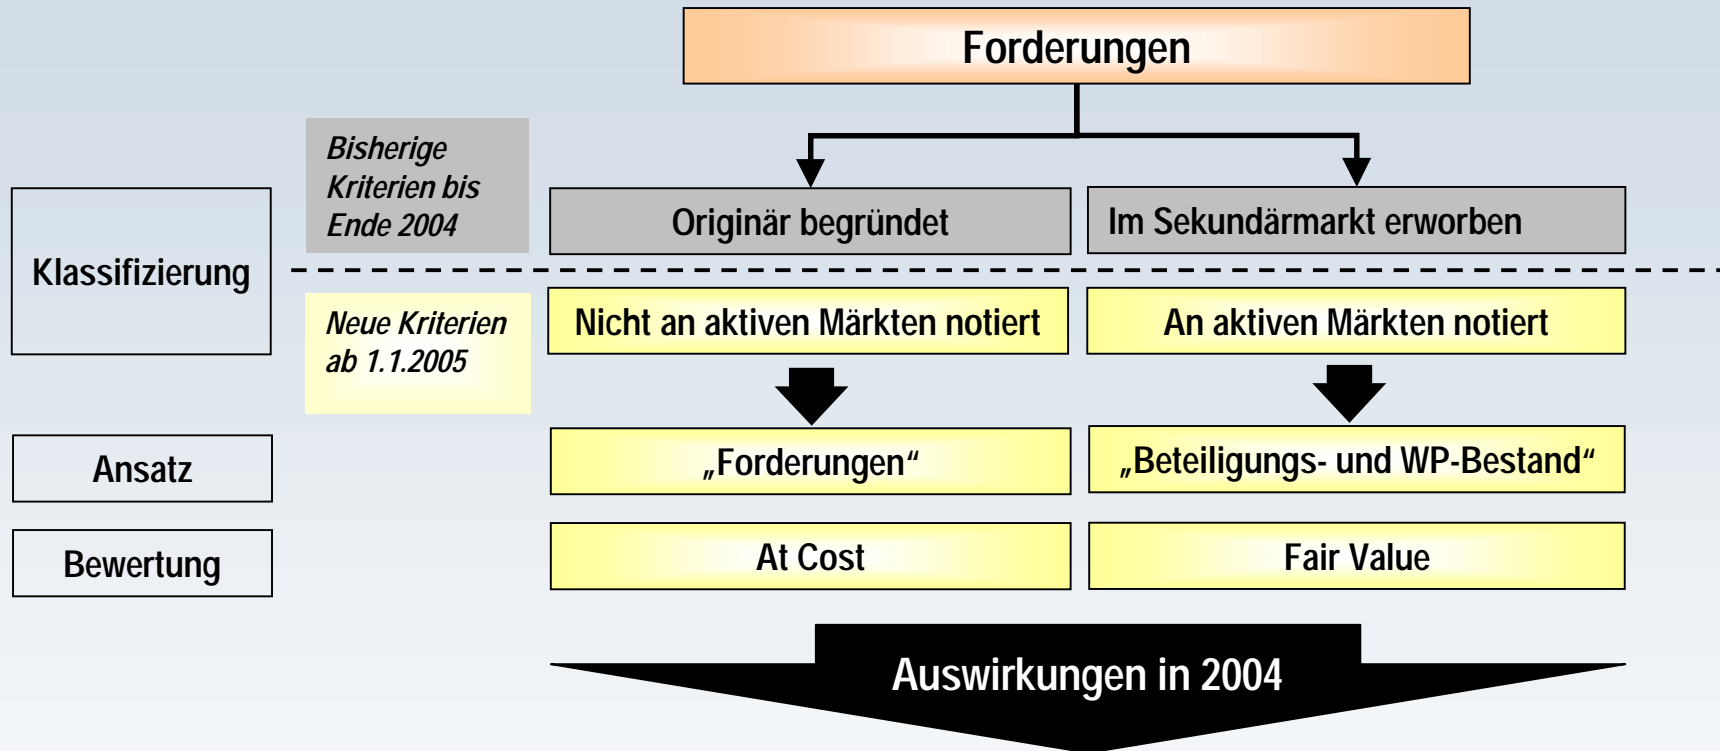 Forderungen
Bisherige
Kriterien bis
Ende 2004
Originär begründet
Im Sekundärmarkt erworben
Klassifizierung
Neue Kriterien
ab 1.1.2005
Nicht an aktiven Märkten notiert
An aktiven Märkten notiert
Ansatz
„Forderungen“
„Beteiligungs- und WP-Bestand“
Bewertung
At Cost
Fair Value
Auswirkungen in 2004